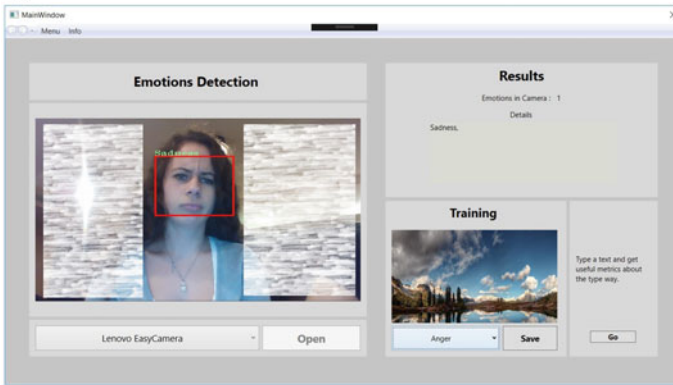 MainWindow
Menu Info
Emotions Detection
Sadness
Lenovo EasyCamera
Open
Results
Emotions in Camera : 1
Details
Sadness,
Training
Anger
Save
Type a text and get
useful metrics about
the type way.
Go